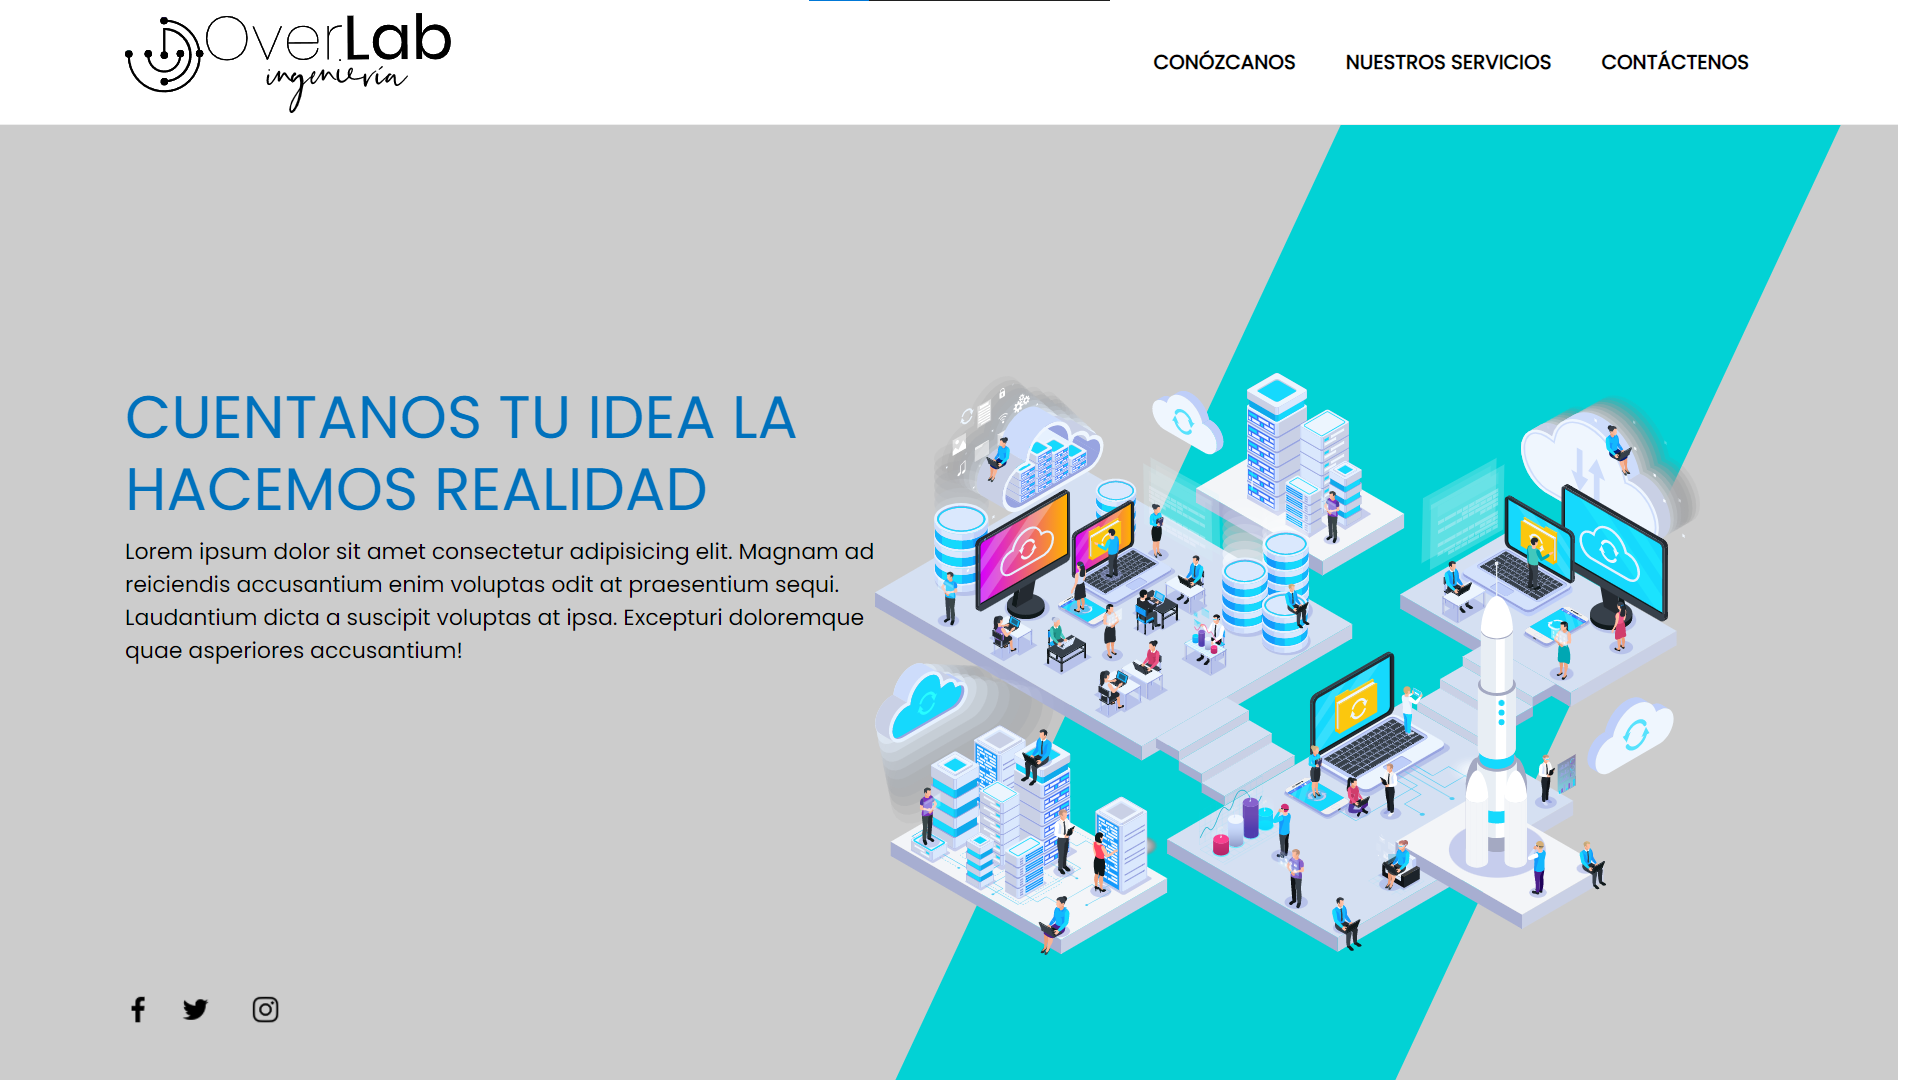 OverLab
ingeniería
CONÓZCANOS NUESTROS SERVICIOS CONTÁCTENOS
CUENTANOS TU IDEA LA
HACEMOS REALIDAD
Lorem ipsum dolor sit amet consectetur adipisicing elit. Magnam ad
reiciendis accusantium enim voluptas odit at praesentium sequi.
Laudantium dicta a suscipit voluptas at ipsa. Excepturi doloremque
quae asperiores accusantium!